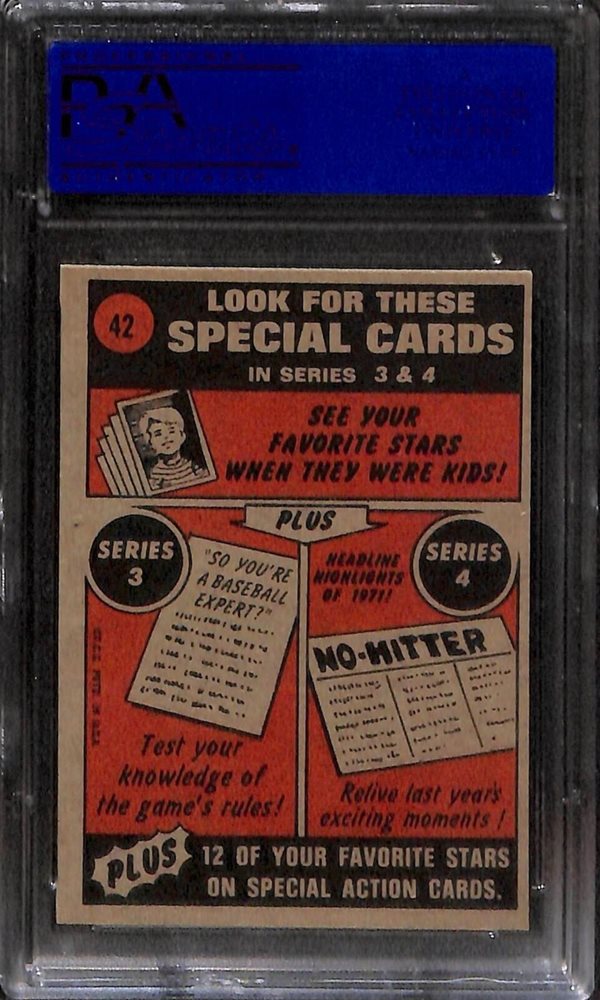 PSA
42
LOOK FOR THESE
SPECIAL CARDS
IN SERIES 3 & 4
SEE YOUR
FAVORITE STARS
WHEN THEY WERE KIDS!
PLUS
SERIES
3
"SO YOU'RE
A BASEBALL
EXPERT?"
Test your
knowledge of
the game's rules!
HEADLINE
HIGHLIGHTS
OF 1971!
SERIES
4
NO-HITTER
Relive last year's
exciting moments!
PLUS
12 OF YOUR FAVORITE STARS
ON SPECIAL ACTION CARDS.